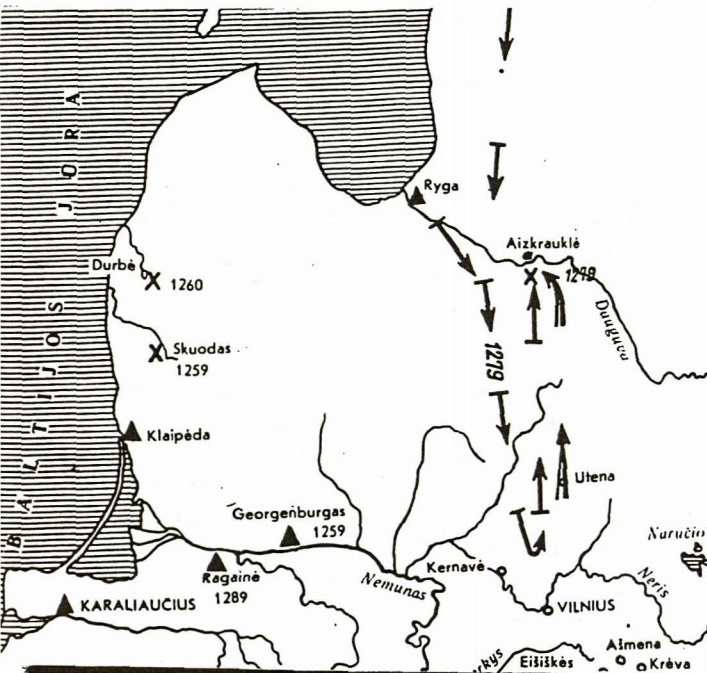 BALTIJOS JŪRA
Ryga
Aizkrauklė
1279
Durbė
1260
Dauguva
Skuodas
1259
1279
Klaipėda
Utena
Georgenburgas
1259
Naručio
Kernavė
Ragainė
1289
Nemunas
Neris
KARALIAUČIUS
VILNIUS
Ašmena
rkys
Eišiškės
Krėva